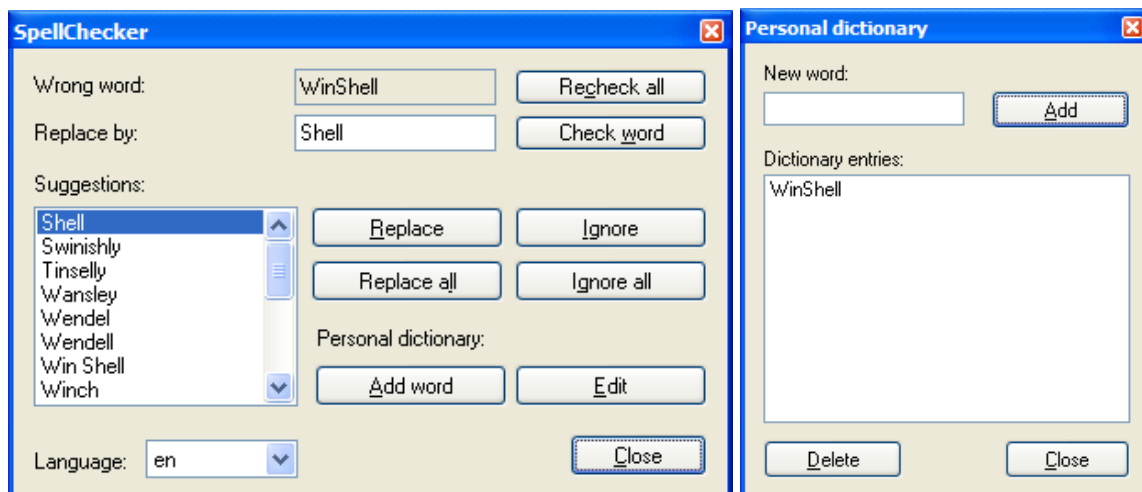 SpellChecker
Wrong word: WinShell Recheck all
Replace by: Shell Check word
Suggestions:
Shell
Swinishly
Tinselly
Wansley
Wendel
Wendell
Win Shell
Winch
Replace Ignore
Replace all Ignore all
Personal dictionary:
Add word Edit
Language: en Close
Personal dictionary
New word:
Add
Dictionary entries:
WinShell
Delete Close